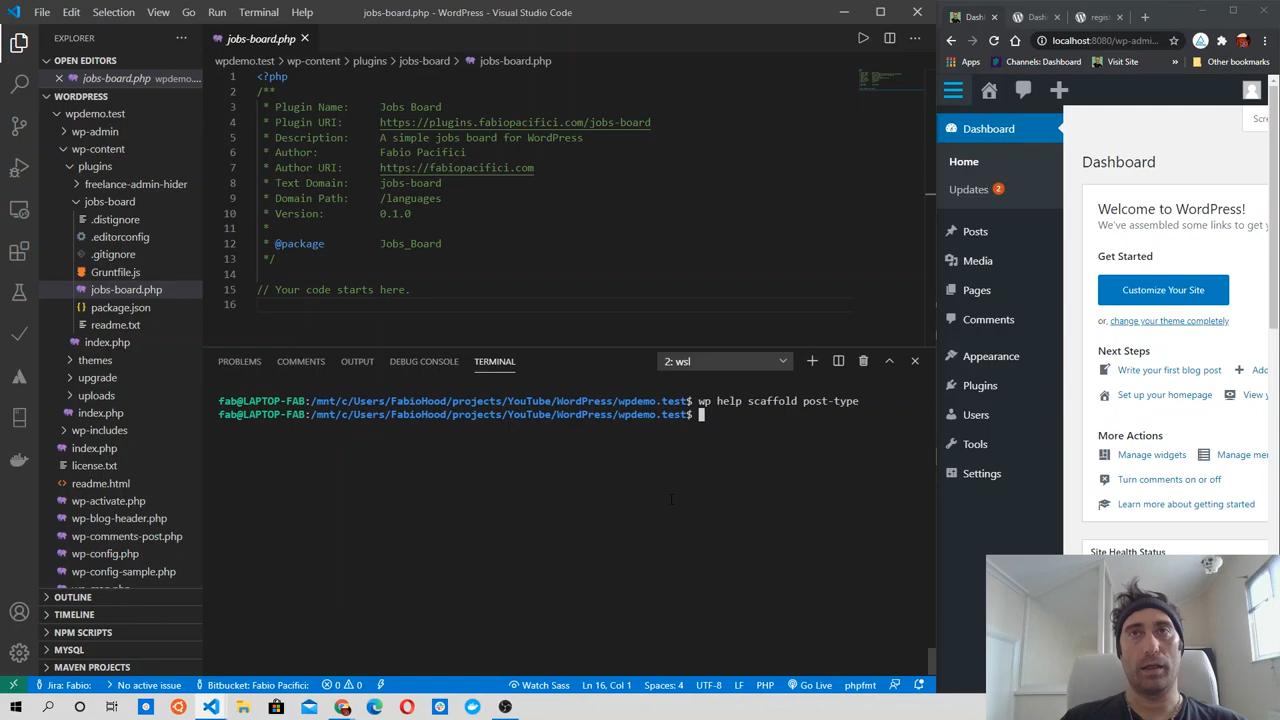 File Edit Selection View Go Run Terminal Help
jobs-board.php - WordPress - Visual Studio Code
EXPLORER
OPEN EDITORS
jobs-board.php wpdemo....
WORDPRESS
wpdemo.test
wp-admin
wp-content
plugins
freelance-admin-hider
jobs-board
.distignore
.editorconfig
.gitignore
Gruntfile.js
jobs-board.php
package.json
readme.txt
index.php
themes
upgrade
uploads
index.php
wp-includes
index.php
license.txt
readme.html
wp-activate.php
wp-blog-header.php
wp-comments-post.php
wp-config.php
wp-config-sample.php
OUTLINE
TIMELINE
NPM SCRIPTS
MYSQL
MAVEN PROJECTS
jobs-board.php
wpdemo.test > wp-content > plugins > jobs-board > jobs-board.php
1 <?php
2 /**
3 * Plugin Name: Jobs Board
4 * Plugin URI: https://plugins.fabiopacifici.com/jobs-board
5 * Description: A simple jobs board for WordPress
6 * Author: Fabio Pacifici
7 * Author URI: https://fabiopacifici.com
8 * Text Domain: jobs-board
9 * Domain Path: /languages
10 * Version: 0.1.0
11 *
12 * @package Jobs_Board
13 */
14
15 // Your code starts here.
16
PROBLEMS COMMENTS OUTPUT DEBUG CONSOLE TERMINAL
2: wsl
fab@LAPTOP-FAB:/mnt/c/Users/FabioHood/projects/YouTube/WordPress/wpdemo.test$ wp help scaffold post-type
fab@LAPTOP-FAB:/mnt/c/Users/FabioHood/projects/YouTube/WordPress/wpdemo.test$
Jira: Fabio: No active issue Bitbucket: Fabio Pacifici: 0 0 Watch Sass Ln 16, Col 1 Spaces: 4 UTF-8 LF PHP Go Live phpfmt
Dashl Dash regis
localhost:8080/wp-admi...
Apps Channels: Dashboard Visit Site Other bookmarks
Dashboard
Home
Updates 2
Posts
Media
Pages
Comments
Appearance
Plugins
Users
Tools
Settings
Scre
Dashboard
Welcome to WordPress!
We've assembled some links to get y
Get Started
Customize Your Site
or, change your theme completely
Next Steps
Write your first blog post Add
Set up your homepage View y
More Actions
Manage widgets Manage me
Turn comments on or off
Learn more about getting started
Site Health Status